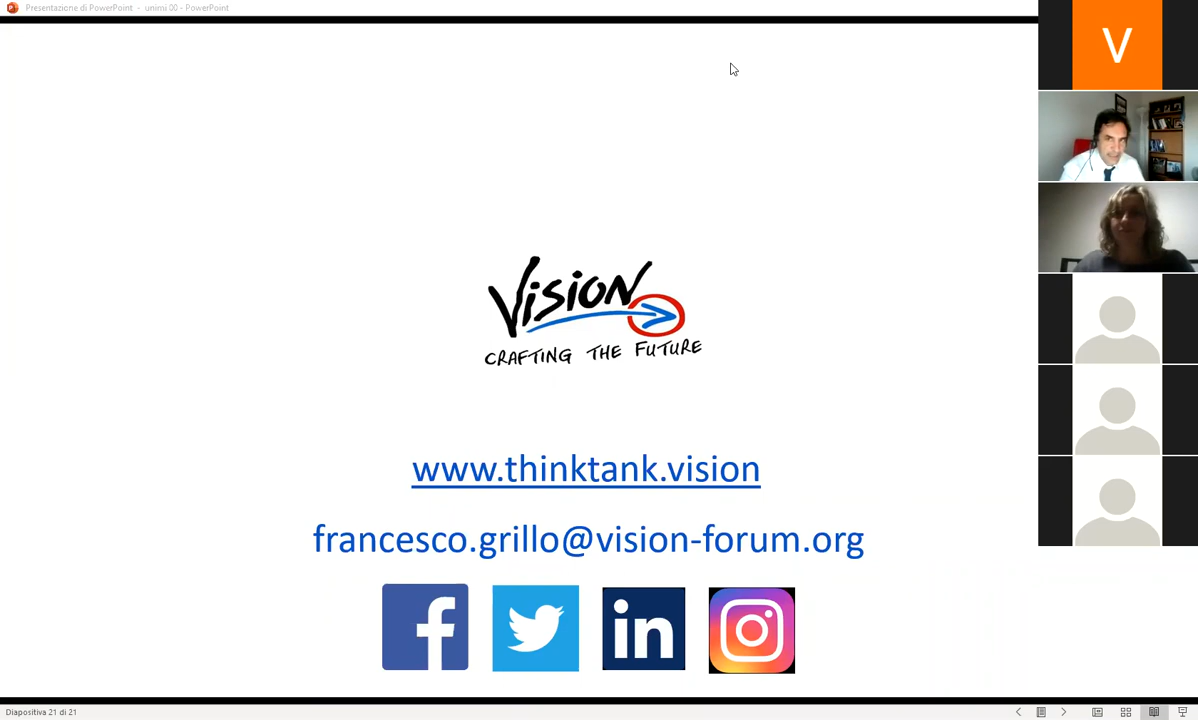 Presentazione di PowerPoint - unimi 00 - PowerPoint
V
VISION
CRAFTING THE FUTURE
www.thinktank.vision
francesco.grillo@vision-forum.org
f
in
Diapositiva 21 di 21